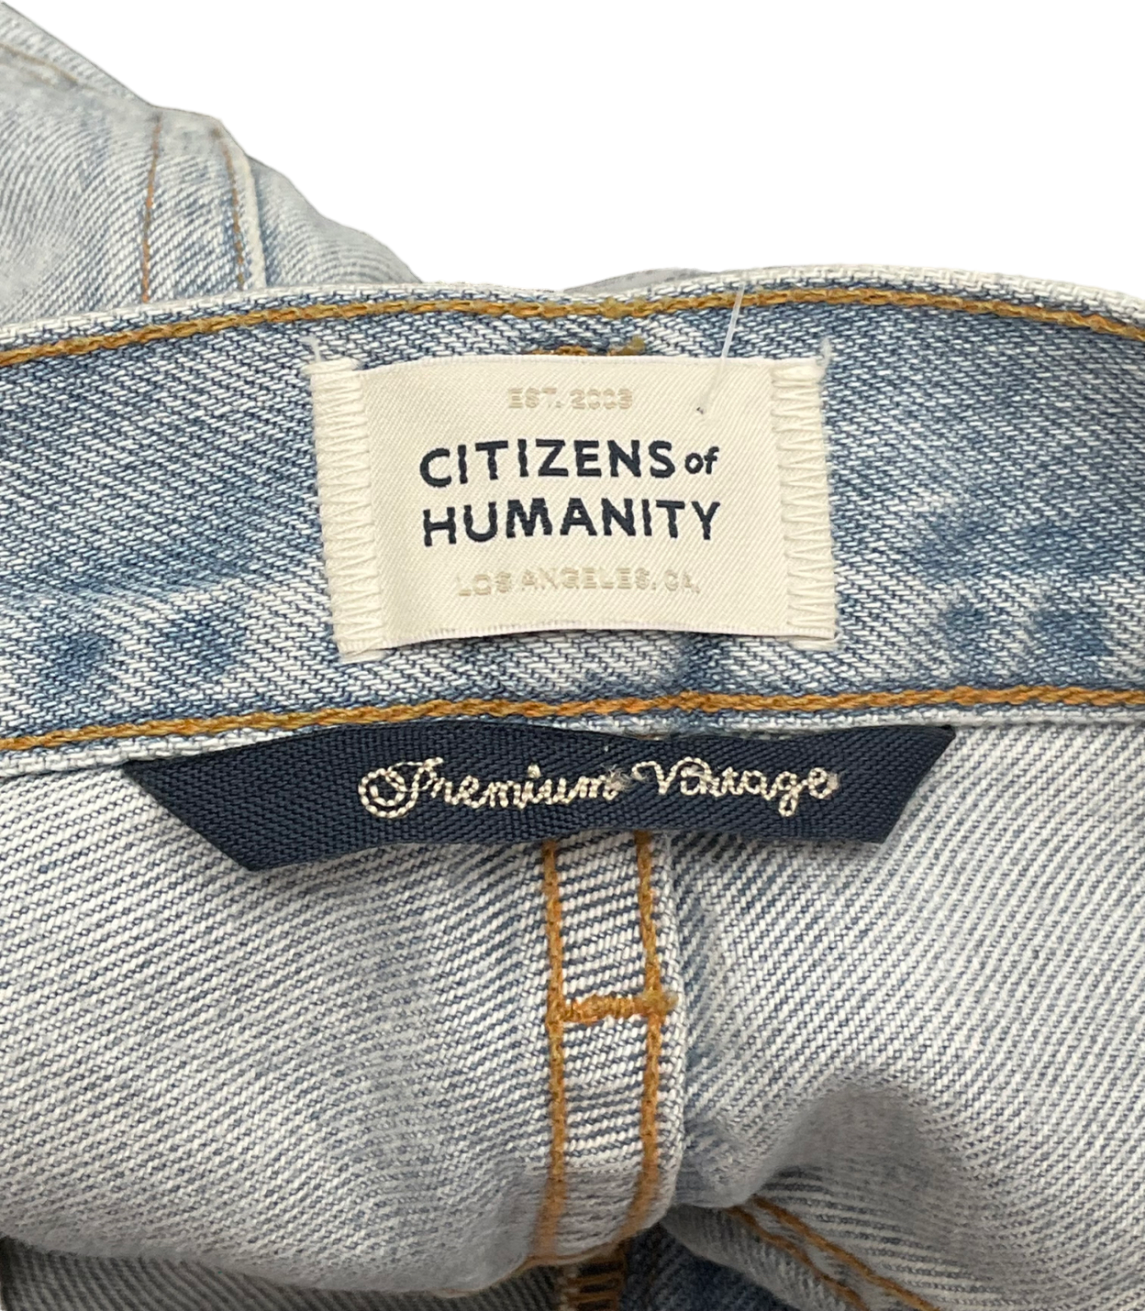 EST. 2003
CITIZENS of
HUMANITY
LOS ANGELES, CA.
Premium Vintage